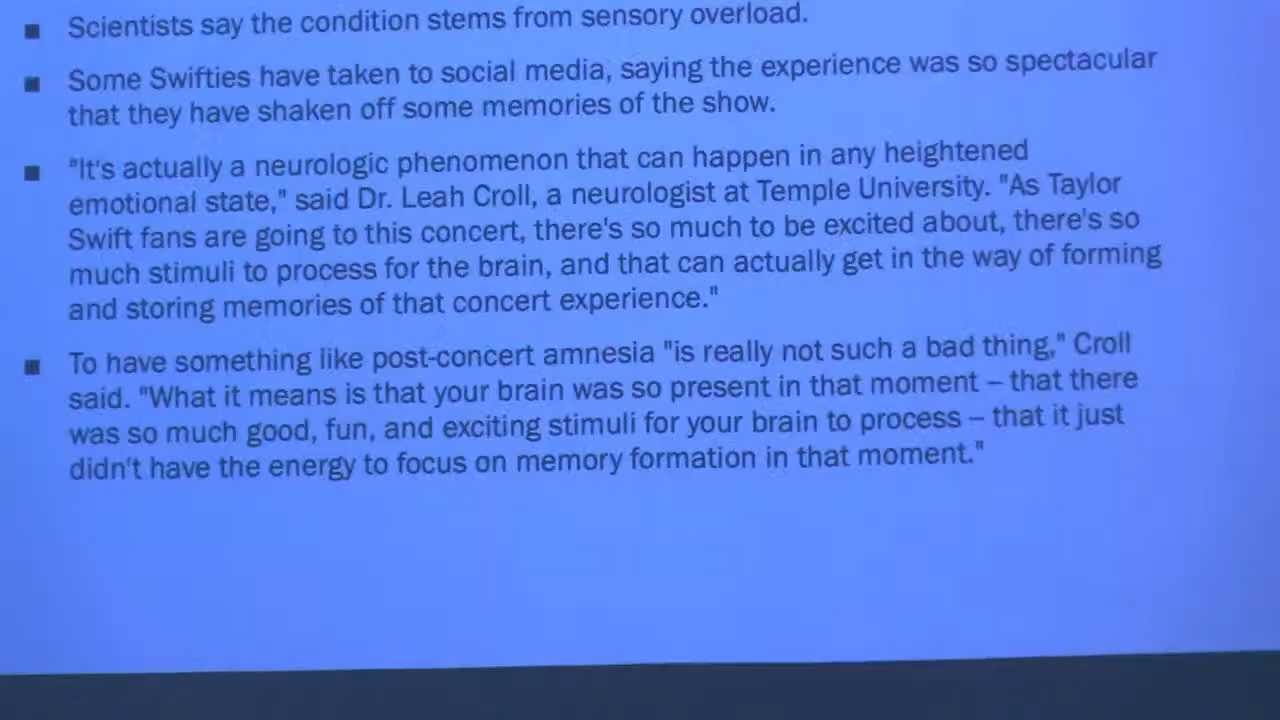 Scientists say the condition stems from sensory overload.
Some Swifties have taken to social media, saying the experience was so spectacular
that they have shaken off some memories of the show.
"It's actually a neurologic phenomenon that can happen in any heightened
emotional state," said Dr. Leah Croll, a neurologist at Temple University. "As Taylor
Swift fans are going to this concert, there's so much to be excited about, there's so
much stimuli to process for the brain, and that can actually get in the way of forming
and storing memories of that concert experience."
To have something like post-concert amnesia "is really not such a bad thing," Croll
said. "What it means is that your brain was so present in that moment – that there
was so much good, fun, and exciting stimuli for your brain to process – that it just
didn't have the energy to focus on memory formation in that moment."